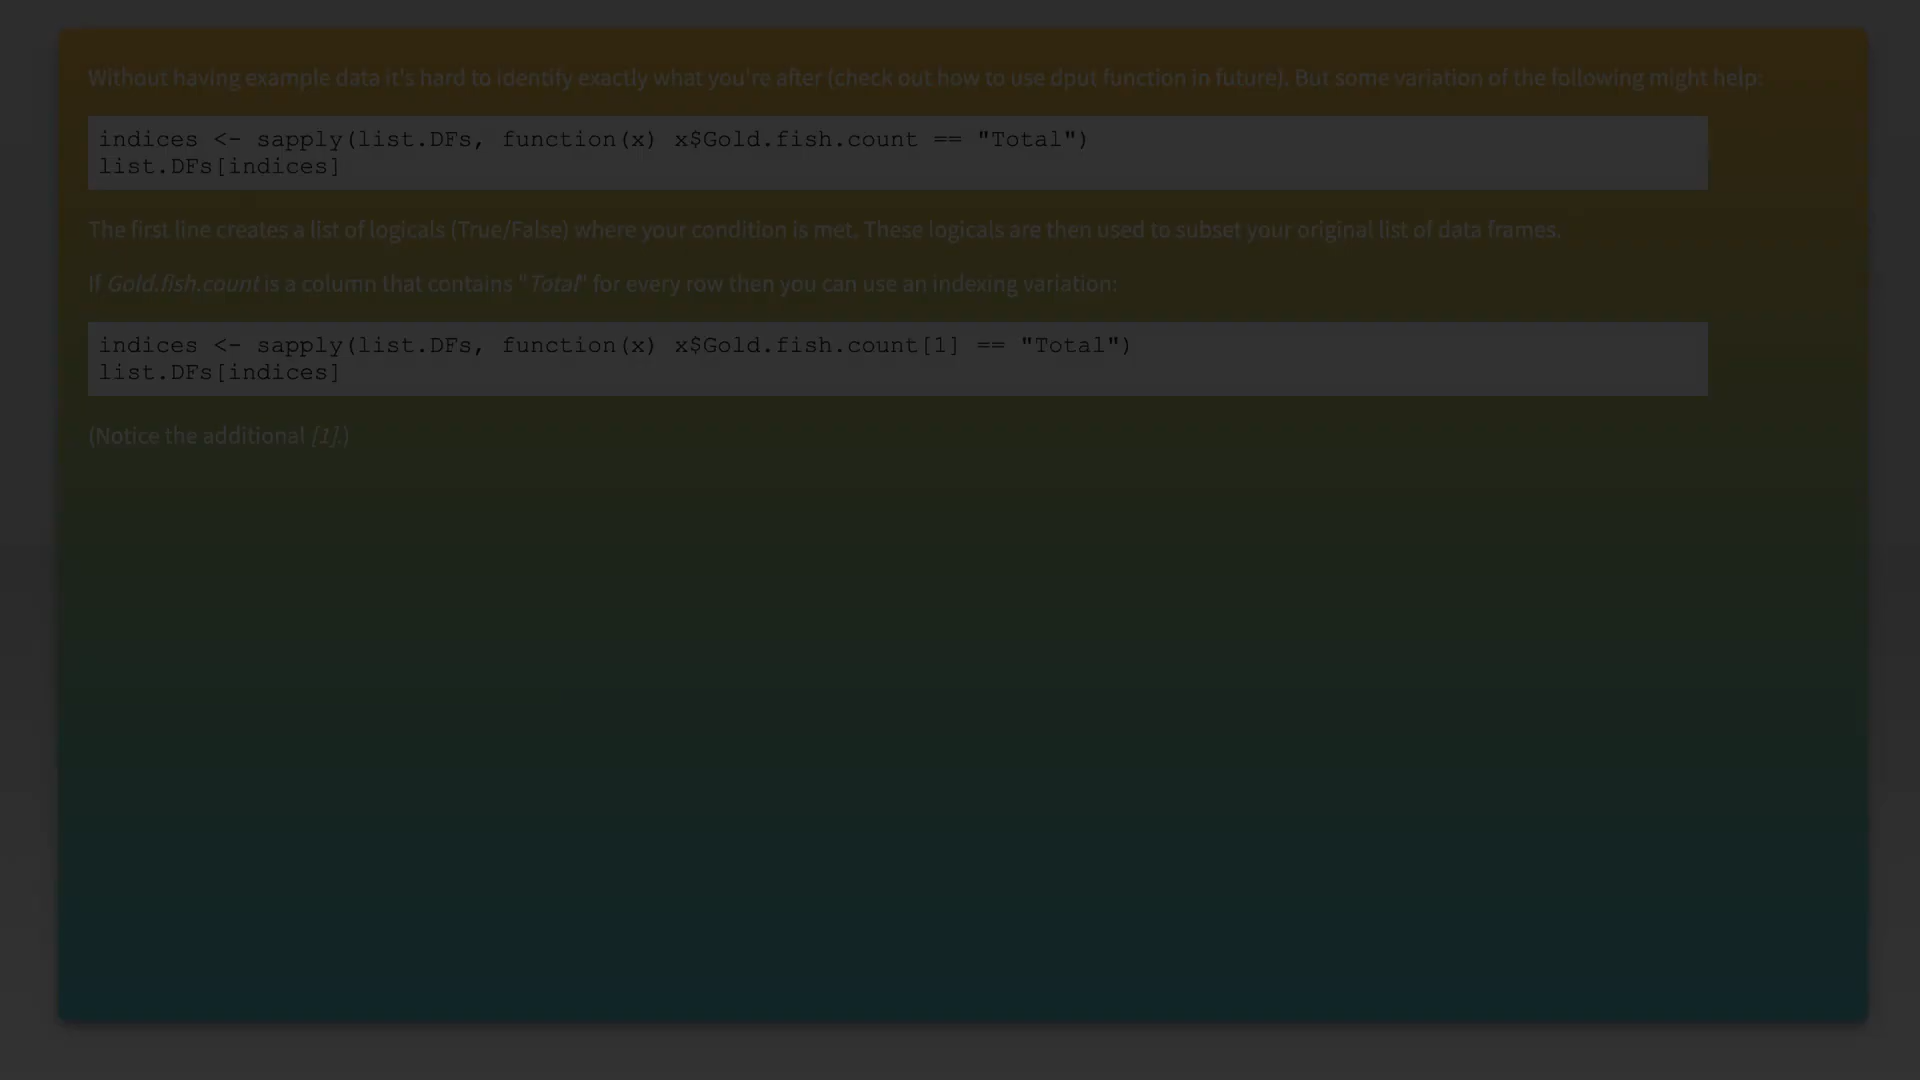 Without having example data it's hard to identify exactly what you're after (check out how to use dput function in future). But some variation of the following might help:
indices <- sapply(list.DFs, function(x) x$Gold.fish.count == "Total")
list.DFs[indices]
The first line creates a list of logicals (True/False) where your condition is met. These logicals are then used to subset your original list of data frames.
If Gold.fish.count is a column that contains "Total" for every row then you can use an indexing variation:
indices <- sapply(list.DFs, function(x) x$Gold.fish.count[1] == "Total")
list.DFs[indices]
(Notice the additional [1].)